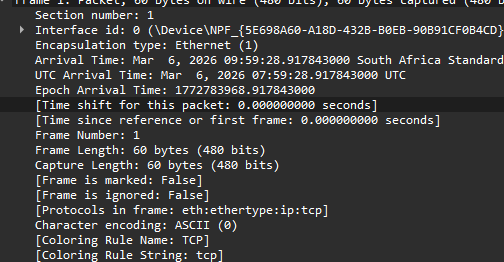 Frame 1: Packet, 60 bytes on wire (480 bits), 60 bytes captured (480 bits)
Section number: 1
Interface id: 0 (\Device\NPF_{5E698A60-A18D-432B-B0EB-90B91CF0B4CD}
Encapsulation type: Ethernet (1)
Arrival Time: Mar  6, 2026 09:59:28.917843000 South Africa Standard
UTC Arrival Time: Mar  6, 2026 07:59:28.917843000 UTC
Epoch Arrival Time: 1772783968.917843000
[Time shift for this packet: 0.000000000 seconds]
[Time since reference or first frame: 0.000000000 seconds]
Frame Number: 1
Frame Length: 60 bytes (480 bits)
Capture Length: 60 bytes (480 bits)
[Frame is marked: False]
[Frame is ignored: False]
[Protocols in frame: eth:ethertype:ip:tcp]
Character encoding: ASCII (0)
[Coloring Rule Name: TCP]
[Coloring Rule String: tcp]